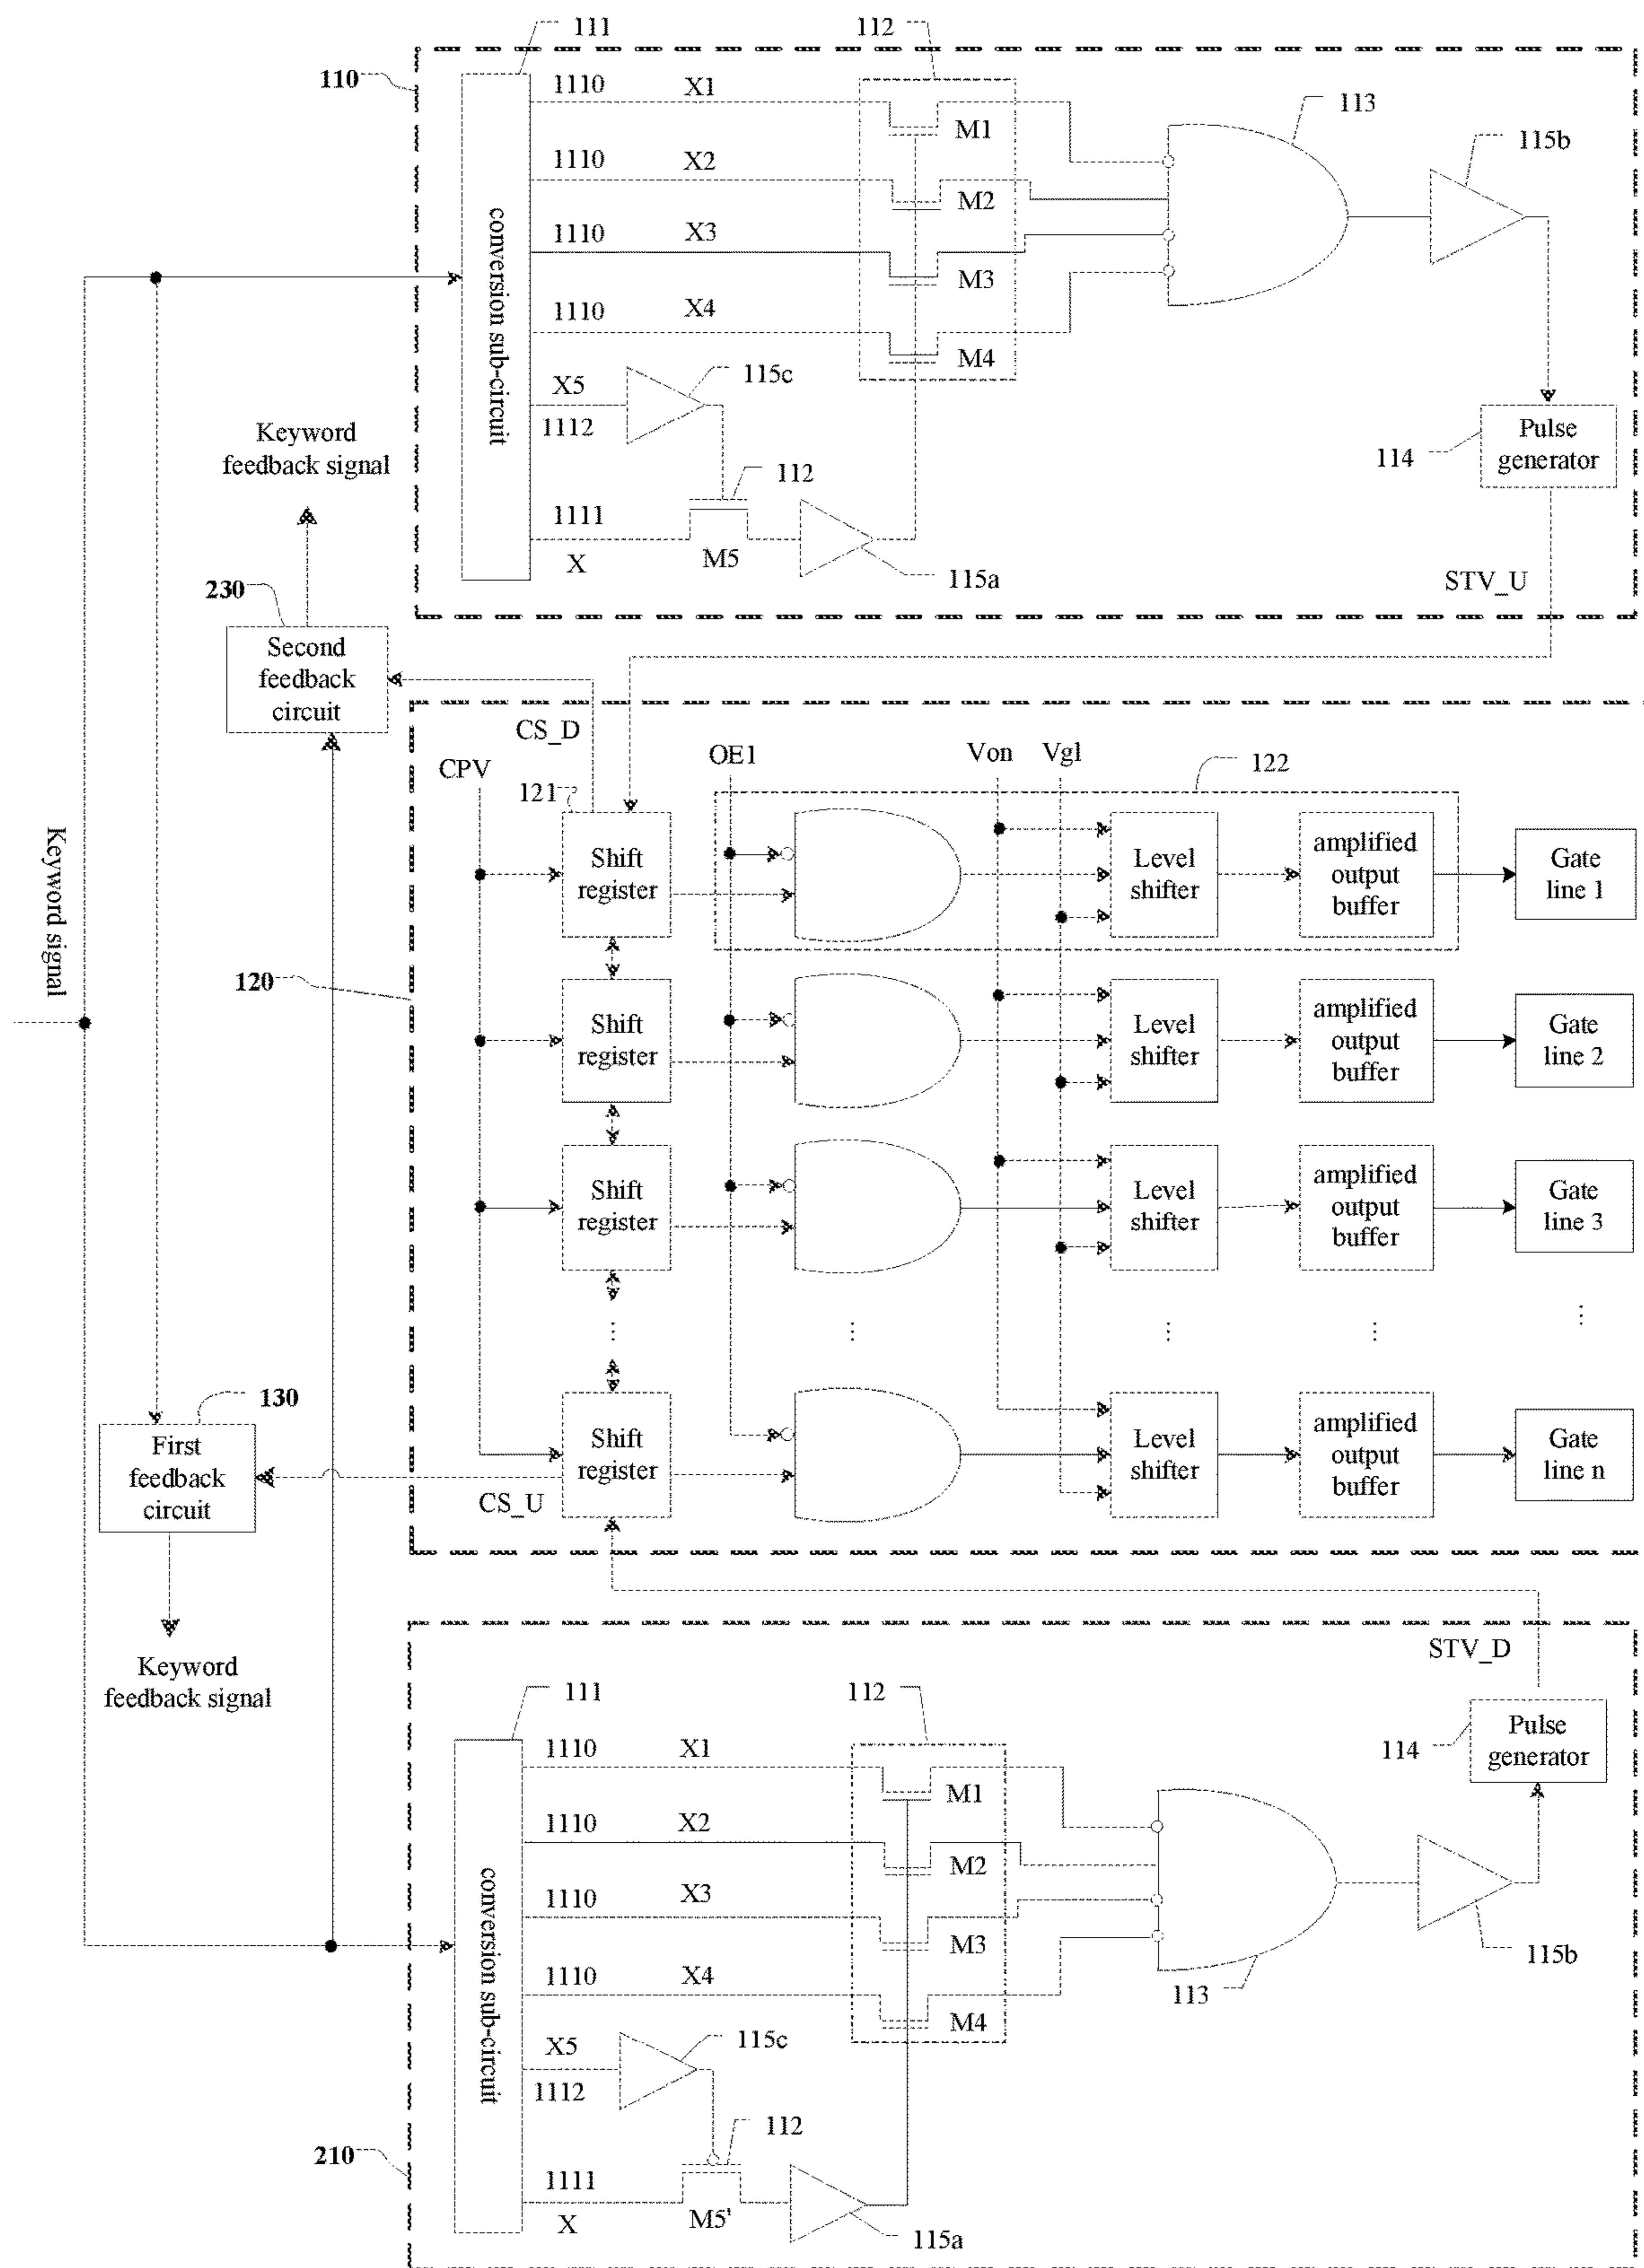 111
112
110
1110
X1
M1
113
115b
1110
X2
M2
1110
X3
M3
1110
X4
M4
conversion sub-circuit
X5
1112
115c
112
1111
X
M5
115a
114
Pulse
generator
STV_U
Keyword
feedback signal
230
Second
feedback
circuit
CS_D
CPV
121
OE1
Von
Vgl
122
Keyword signal
120
Shift
register
Level
shifter
amplified
output
buffer
Gate
line 1
Shift
register
Level
shifter
amplified
output
buffer
Gate
line 2
Shift
register
Level
shifter
amplified
output
buffer
Gate
line 3
⋮
⋮
⋮
⋮
⋮
130
First
feedback
circuit
CS_U
Shift
register
Level
shifter
amplified
output
buffer
Gate
line n
Keyword
feedback signal
STV_D
111
112
1110
X1
M1
114
Pulse
generator
1110
X2
M2
1110
X3
M3
1110
X4
M4
113
115b
conversion sub-circuit
X5
1112
115c
112
210
1111
X
M5'
115a